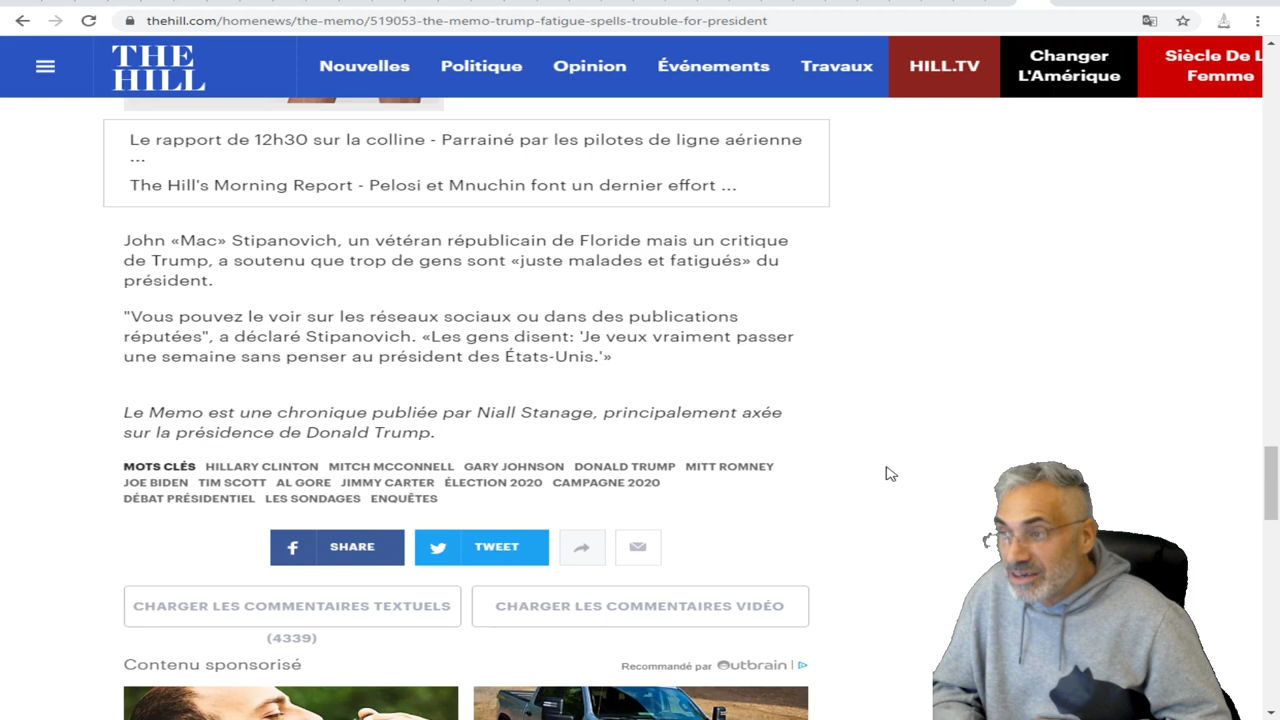 thehill.com/homenews/the-memo/519053-the-memo-trump-fatigue-spells-trouble-for-president
THE
HILL
Nouvelles
Politique
Opinion
Événements
Travaux
HILL.TV
Changer
L'Amérique
Siècle De L
Femme
Le rapport de 12h30 sur la colline - Parrainé par les pilotes de ligne aérienne
...
The Hill's Morning Report - Pelosi et Mnuchin font un dernier effort ...
John «Mac» Stipanovich, un vétéran républicain de Floride mais un critique
de Trump, a soutenu que trop de gens sont «juste malades et fatigués» du
président.
"Vous pouvez le voir sur les réseaux sociaux ou dans des publications
réputées", a déclaré Stipanovich. «Les gens disent: 'Je veux vraiment passer
une semaine sans penser au président des États-Unis.'»
Le Memo est une chronique publiée par Niall Stanage, principalement axée
sur la présidence de Donald Trump.
MOTS CLÉS HILLARY CLINTON MITCH MCCONNELL GARY JOHNSON DONALD TRUMP MITT ROMNEY
JOE BIDEN TIM SCOTT AL GORE JIMMY CARTER ÉLECTION 2020 CAMPAGNE 2020
DÉBAT PRÉSIDENTIEL LES SONDAGES ENQUÊTES
SHARE
TWEET
CHARGER LES COMMENTAIRES TEXTUELS
(4339)
CHARGER LES COMMENTAIRES VIDÉO
Contenu sponsorisé
Recommandé par Outbrain